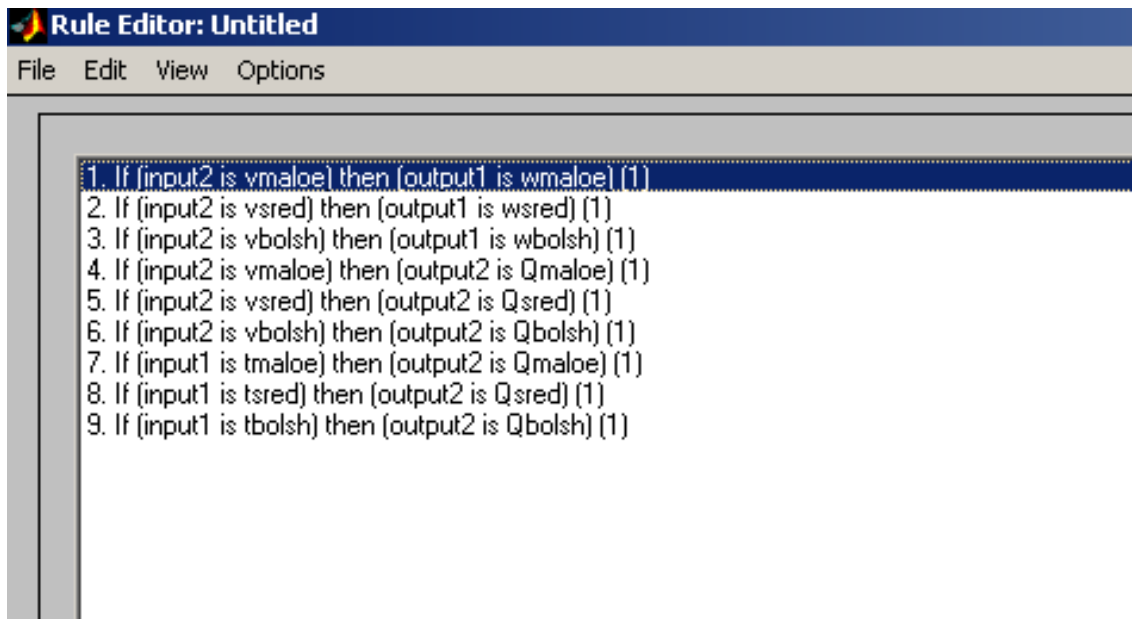 Rule Editor: Untitled
File Edit View Options
1. If (input2 is vmaloe) then (output1 is wmaloe) (1)
2. If (input2 is vsred) then (output1 is wsred) (1)
3. If (input2 is vbolsh) then (output1 is wbolsh) (1)
4. If (input2 is vmaloe) then (output2 is Qmaloe) (1)
5. If (input2 is vsred) then (output2 is Qsred) (1)
6. If (input2 is vbolsh) then (output2 is Qbolsh) (1)
7. If (input1 is tmaloe) then (output2 is Qmaloe) (1)
8. If (input1 is tsred) then (output2 is Qsred) (1)
9. If (input1 is tbolsh) then (output2 is Qbolsh) (1)